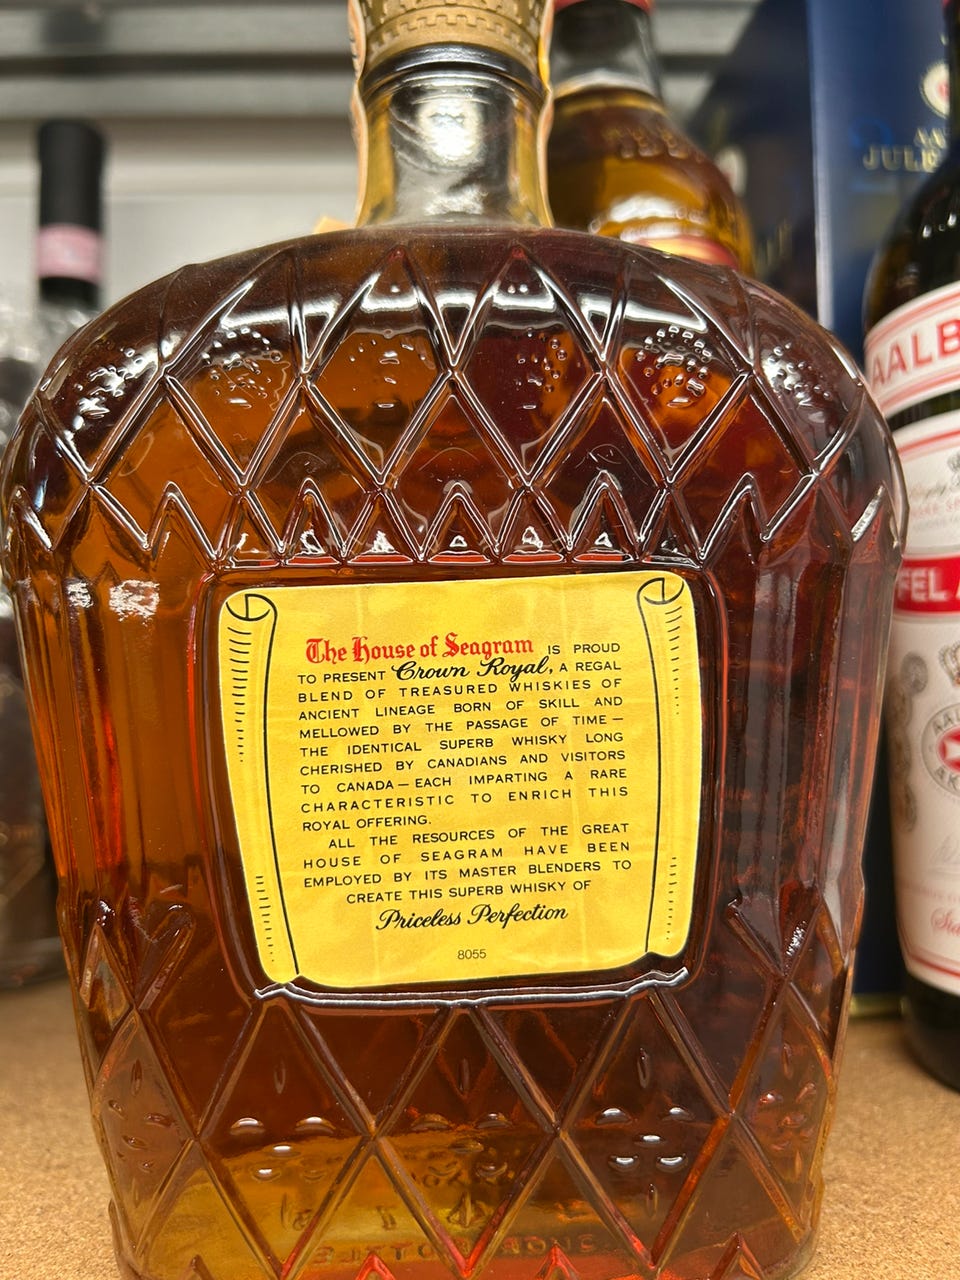 The House of Seagram IS PROUD
TO PRESENT Crown Royal, A REGAL
BLEND OF TREASURED WHISKIES OF
ANCIENT LINEAGE BORN OF SKILL AND
MELLOWED BY THE PASSAGE OF TIME—
THE IDENTICAL SUPERB WHISKY LONG
CHERISHED BY CANADIANS AND VISITORS
TO CANADA—EACH IMPARTING A RARE
CHARACTERISTIC TO ENRICH THIS
ROYAL OFFERING.
ALL THE RESOURCES OF THE GREAT
HOUSE OF SEAGRAM HAVE BEEN
EMPLOYED BY ITS MASTER BLENDERS TO
CREATE THIS SUPERB WHISKY OF
Priceless Perfection
8055
JULE
AALB
FEL A